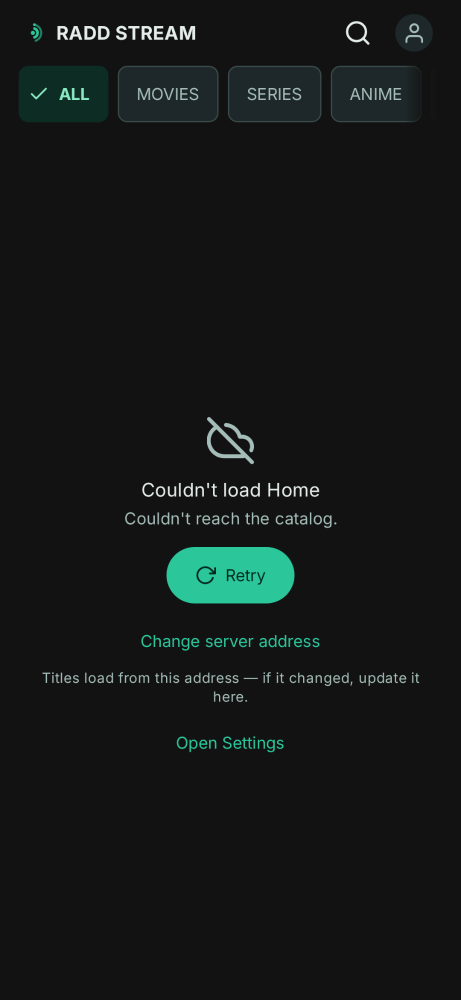 RADD STREAM
ALL
MOVIES
SERIES
ANIME
Couldn't load Home
Couldn't reach the catalog.
Retry
Change server address
Titles load from this address — if it changed, update it
here.
Open Settings